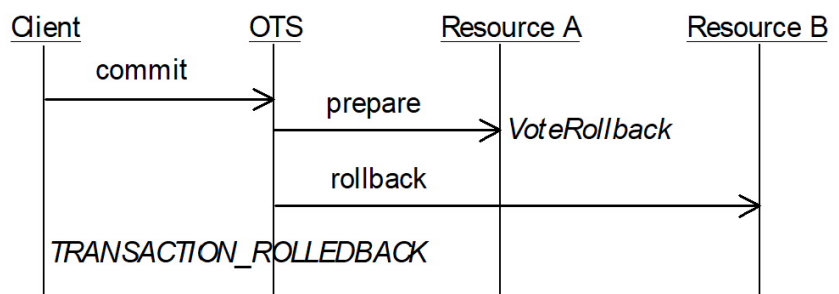 Client OTS Resource A Resource B
commit
prepare
VoteRollback
rollback
TRANSACTION_ROLLEDBACK